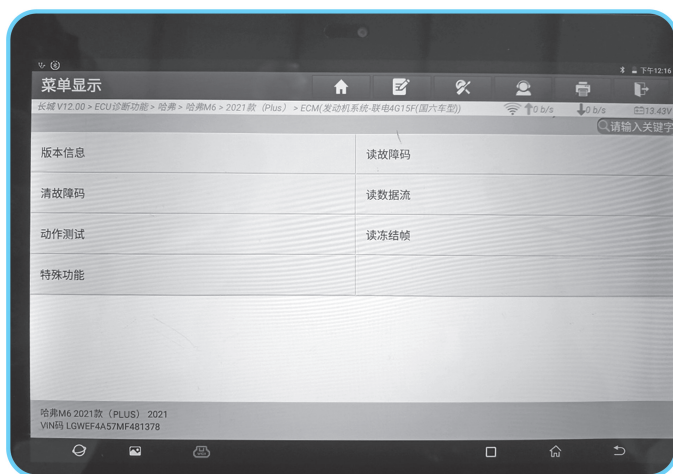 下午12:16
菜单显示
长城 V12.00 > ECU诊断功能 > 哈弗 > 哈弗M6 > 2021款（Plus） > ECM(发动机系统-联电4G15F(国六车型))
0 b/s
0 b/s
13.43V
请输入关键字
版本信息
读故障码
清故障码
读数据流
动作测试
读冻结帧
特殊功能
哈弗M6 2021款（PLUS） 2021
VIN码 LGWEF4A57MF481378